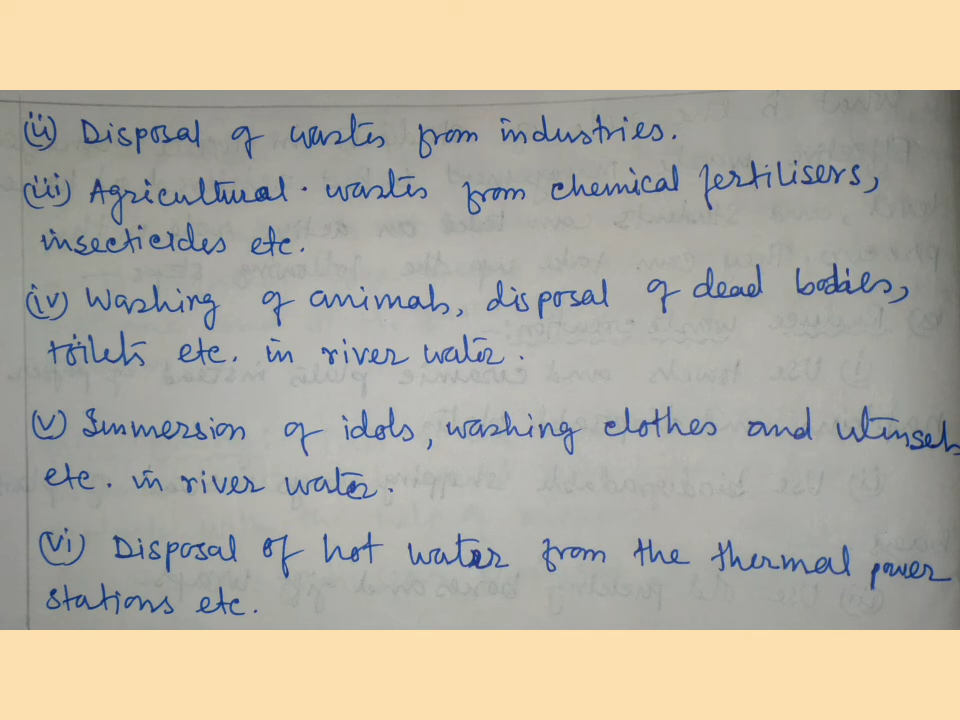 (ii) Disposal of wastes from industries.
(iii) Agricultural. wastes from chemical fertilisers,
insecticides etc.
(iv) Washing of animals, disposal of dead bodies,
toilets etc. in river water.
(v) Immersion of idols, washing clothes and utinsels
etc. in river water.
(vi) Disposal of hot water from the thermal power
stations etc.